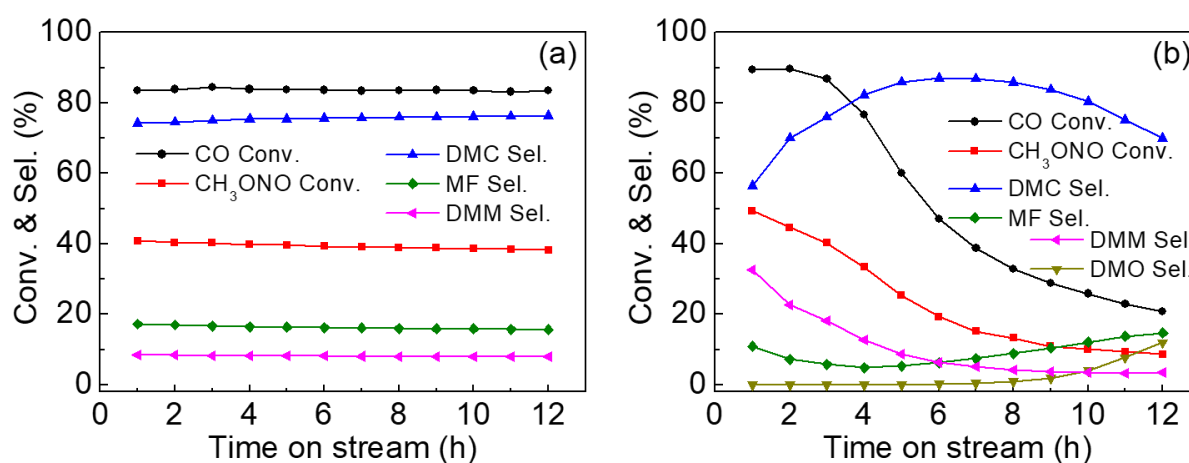 100
80
60
40
20
0
Conv. & Sel. (%)
(a)
CO Conv.
CH₃ONO Conv.
DMC Sel.
MF Sel.
DMM Sel.
0 2 4 6 8 10 12
Time on stream (h)
100
80
60
40
20
0
Conv. & Sel. (%)
(b)
CO Conv.
CH₃ONO Conv.
DMC Sel.
MF Sel.
DMM Sel.
DMO Sel.
0 2 4 6 8 10 12
Time on stream (h)